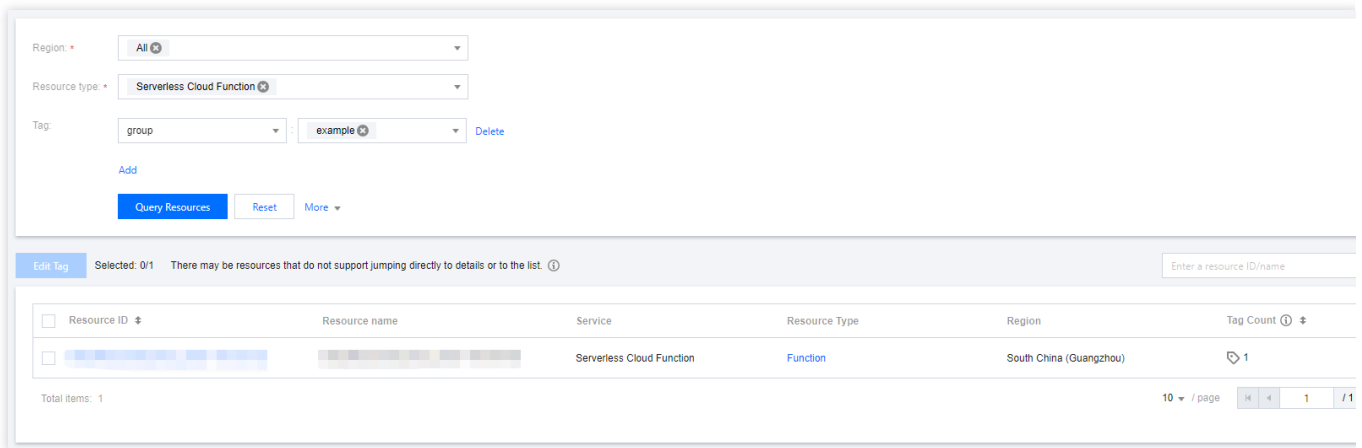 Region: * All
Resource type: * Serverless Cloud Function
Tag: group : example Delete
Add
Query Resources Reset More
Edit Tag Selected: 0/1 There may be resources that do not support jumping directly to details or to the list. Enter a resource ID/name
Resource ID Resource name Service Resource Type Region Tag Count
Serverless Cloud Function Function South China (Guangzhou) 1
Total items: 1 10 / page 1 / 1